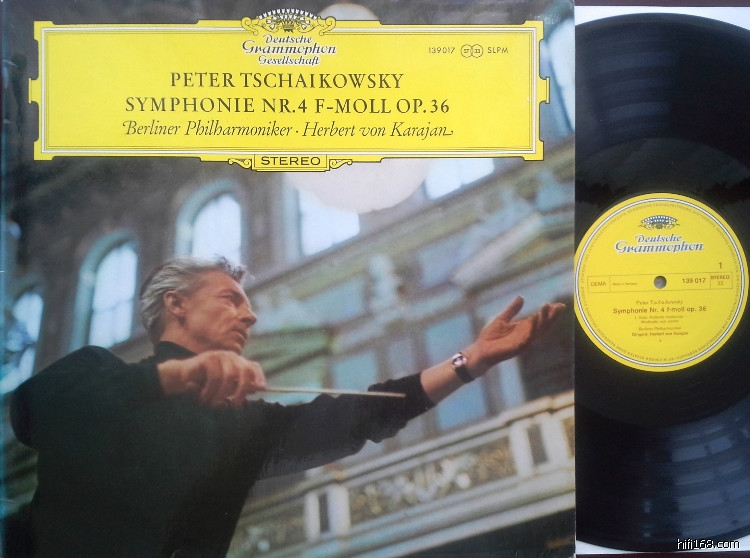 Deutsche
Grammophon
Gesellschaft
139017 SLPM
PETER TSCHAIKOWSKY
SYMPHONIE NR.4 F-MOLL OP.36
Berliner Philharmoniker · Herbert von Karajan
STEREO
Deutsche
Grammophon
1
GEMA
139 017
STEREO
33
Peter Tschaikowsky
Symphonie Nr. 4 f-moll op. 36
Berliner Philharmoniker
Dirigent: Herbert von Karajan
hifi168.com